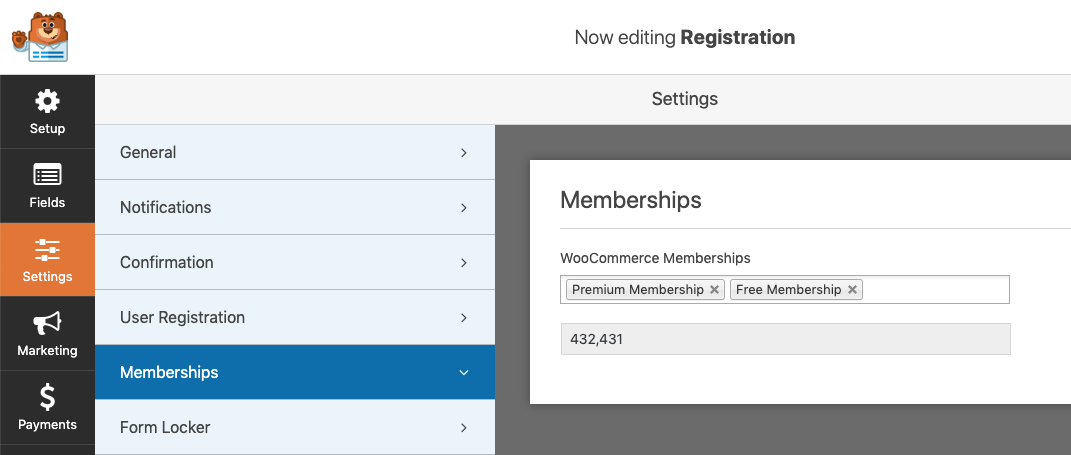 Now editing Registration
Settings
Setup
Fields
Settings
Marketing
Payments
General
Notifications
Confirmation
User Registration
Memberships
Form Locker
Memberships
WooCommerce Memberships
Premium Membership × Free Membership ×
432,431